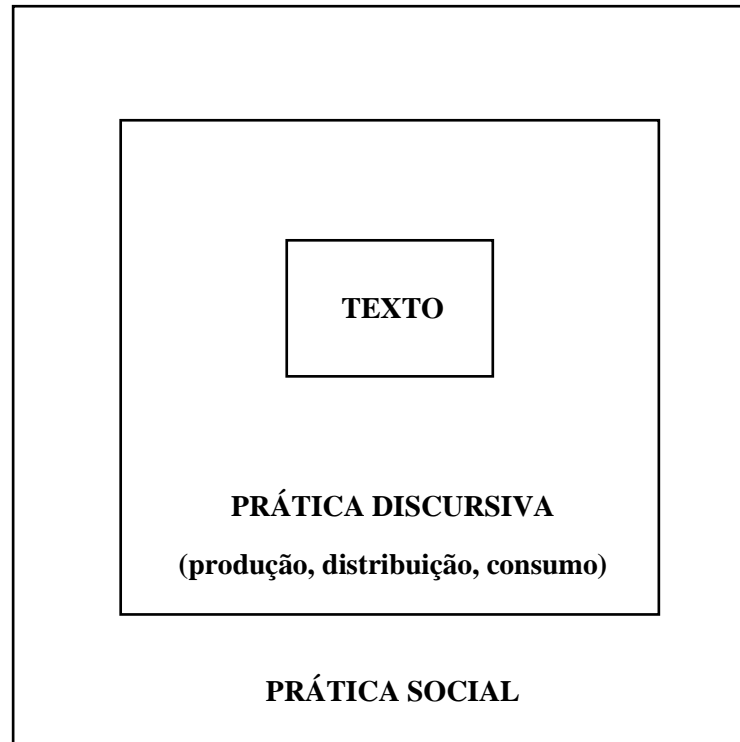 TEXTO
PRÁTICA DISCURSIVA
(produção, distribuição, consumo)
PRÁTICA SOCIAL